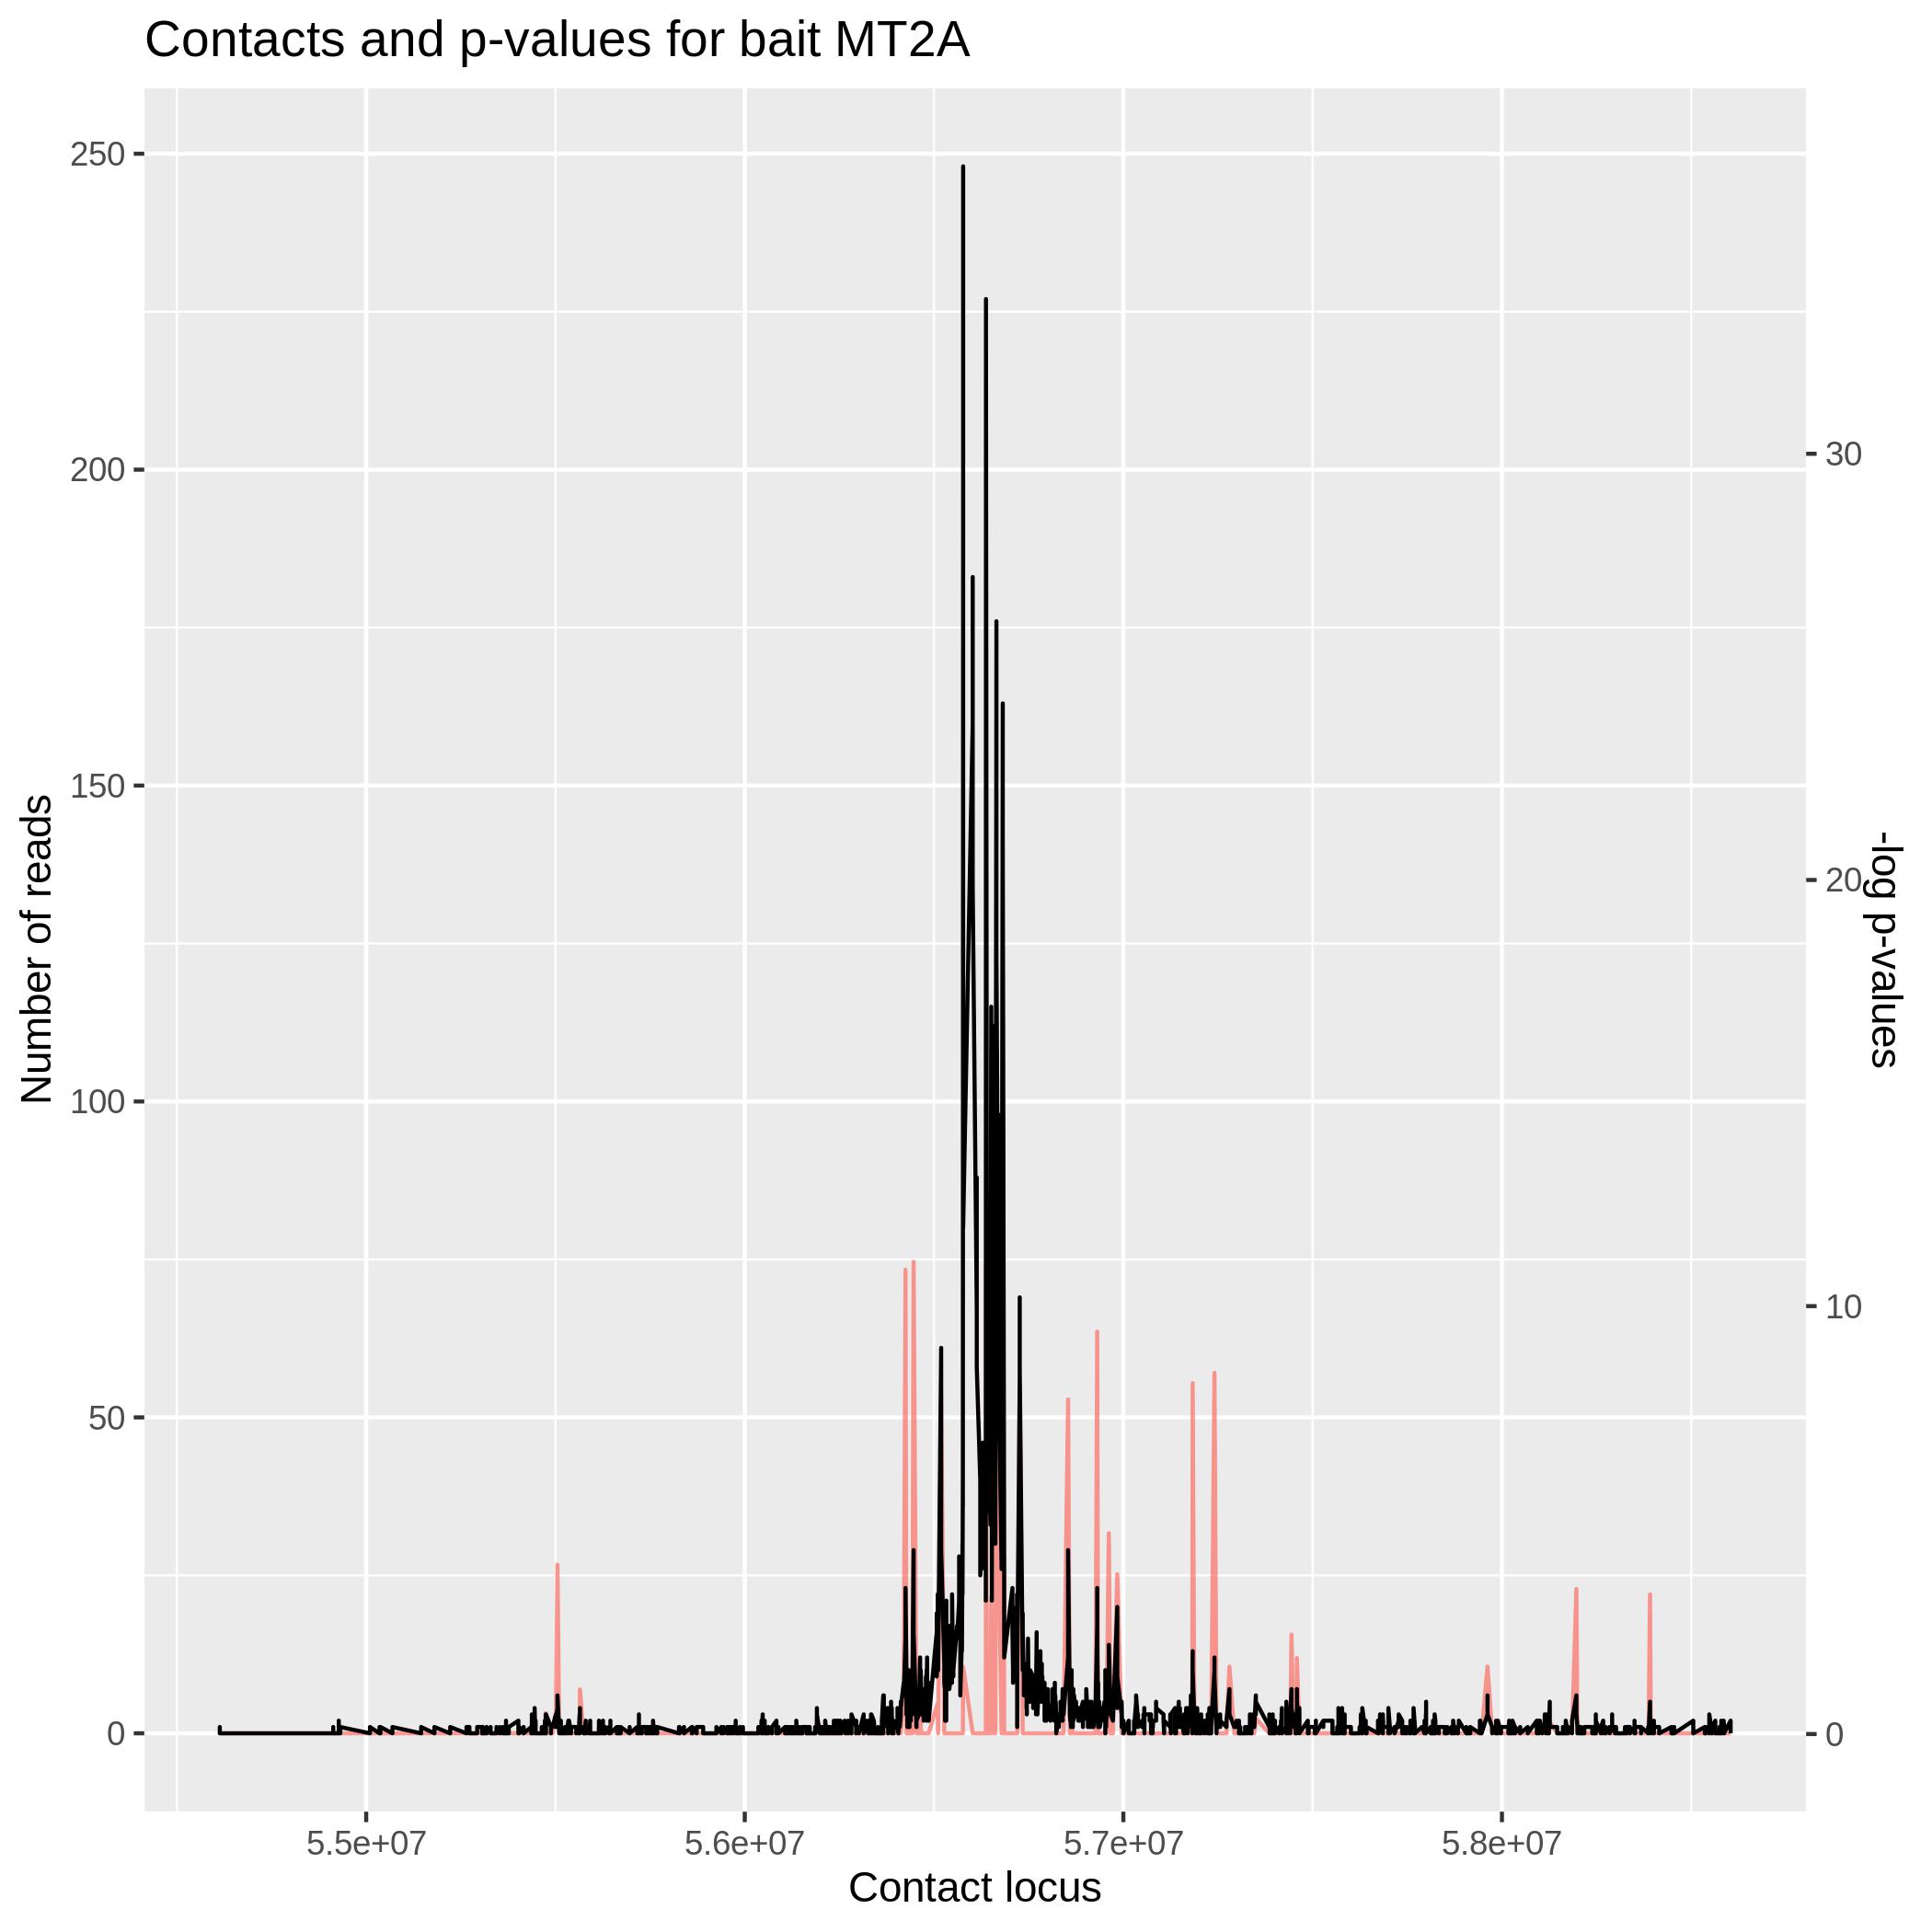 Contacts and p-values for bait MT2A
250
200
150
100
50
0
Number of reads
30
20
10
0
-log p-values
5.5e+07 5.6e+07 5.7e+07 5.8e+07
Contact locus